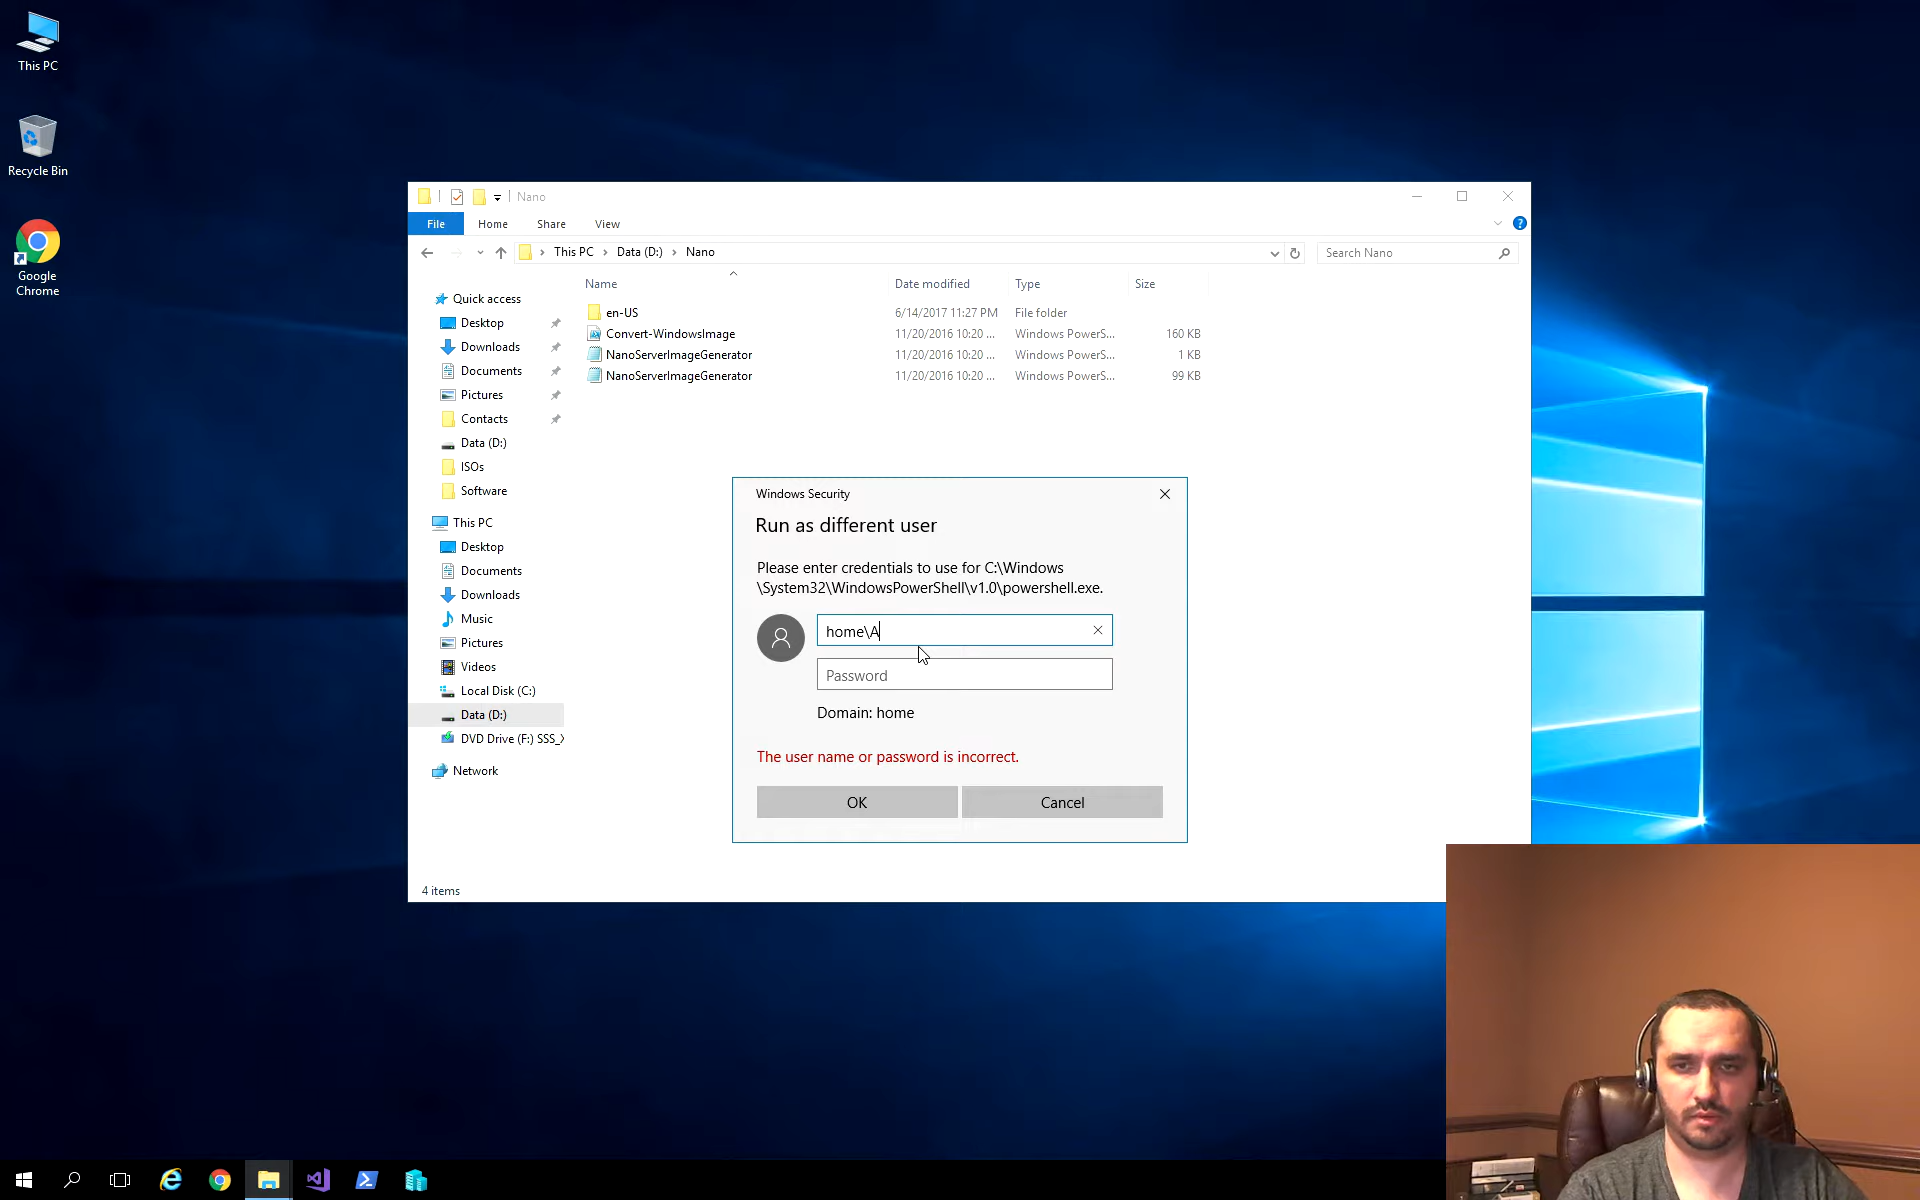 This PC
Recycle Bin
Google
Chrome
Nano
File Home Share View
This PC Data (D:) Nano
Search Nano
Name Date modified Type Size
Quick access
Desktop
Downloads
Documents
Pictures
Contacts
Data (D:)
ISOs
Software
This PC
Desktop
Documents
Downloads
Music
Pictures
Videos
Local Disk (C:)
Data (D:)
DVD Drive (F:) SSS_X
Network
en-US 6/14/2017 11:27 PM File folder
Convert-WindowsImage 11/20/2016 10:20 ... Windows PowerS... 160 KB
NanoServerImageGenerator 11/20/2016 10:20 ... Windows PowerS... 1 KB
NanoServerImageGenerator 11/20/2016 10:20 ... Windows PowerS... 99 KB
Windows Security
Run as different user
Please enter credentials to use for C:\Windows
\System32\WindowsPowerShell\v1.0\powershell.exe.
home\A
Password
Domain: home
The user name or password is incorrect.
OK Cancel
4 items